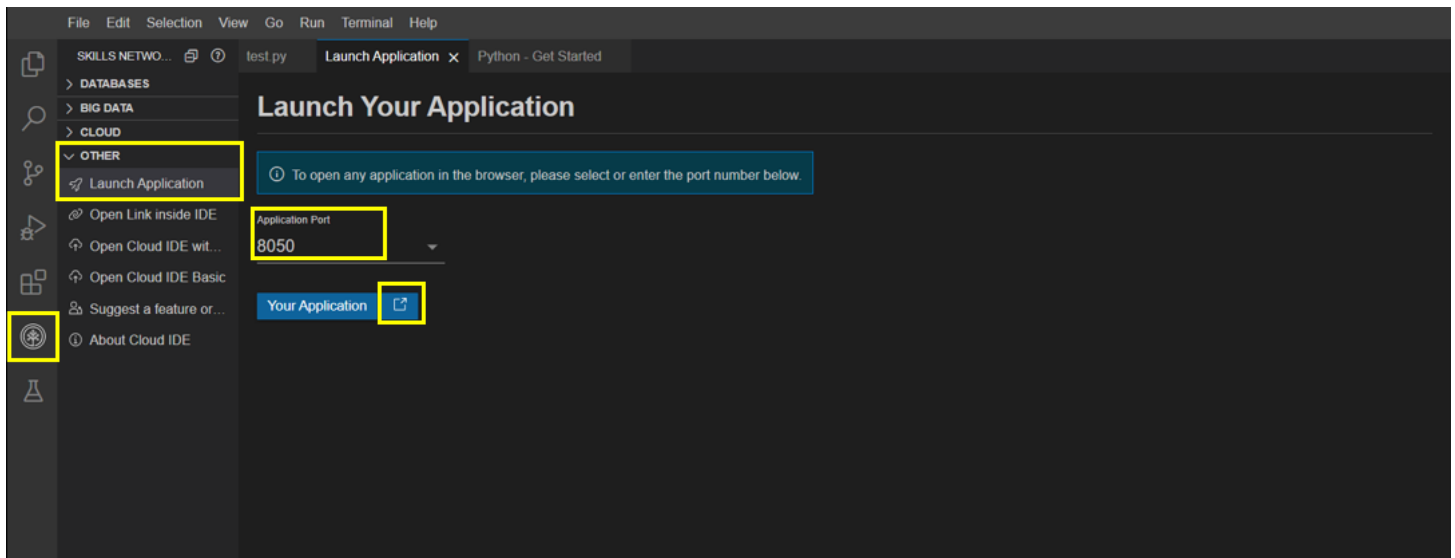 File Edit Selection View Go Run Terminal Help
SKILLS NETWO...
test.py Launch Application Python - Get Started
DATABASES
BIG DATA
CLOUD
OTHER
Launch Application
Open Link inside IDE
Open Cloud IDE wit...
Open Cloud IDE Basic
Suggest a feature or...
About Cloud IDE
Launch Your Application
To open any application in the browser, please select or enter the port number below.
Application Port
8050
Your Application